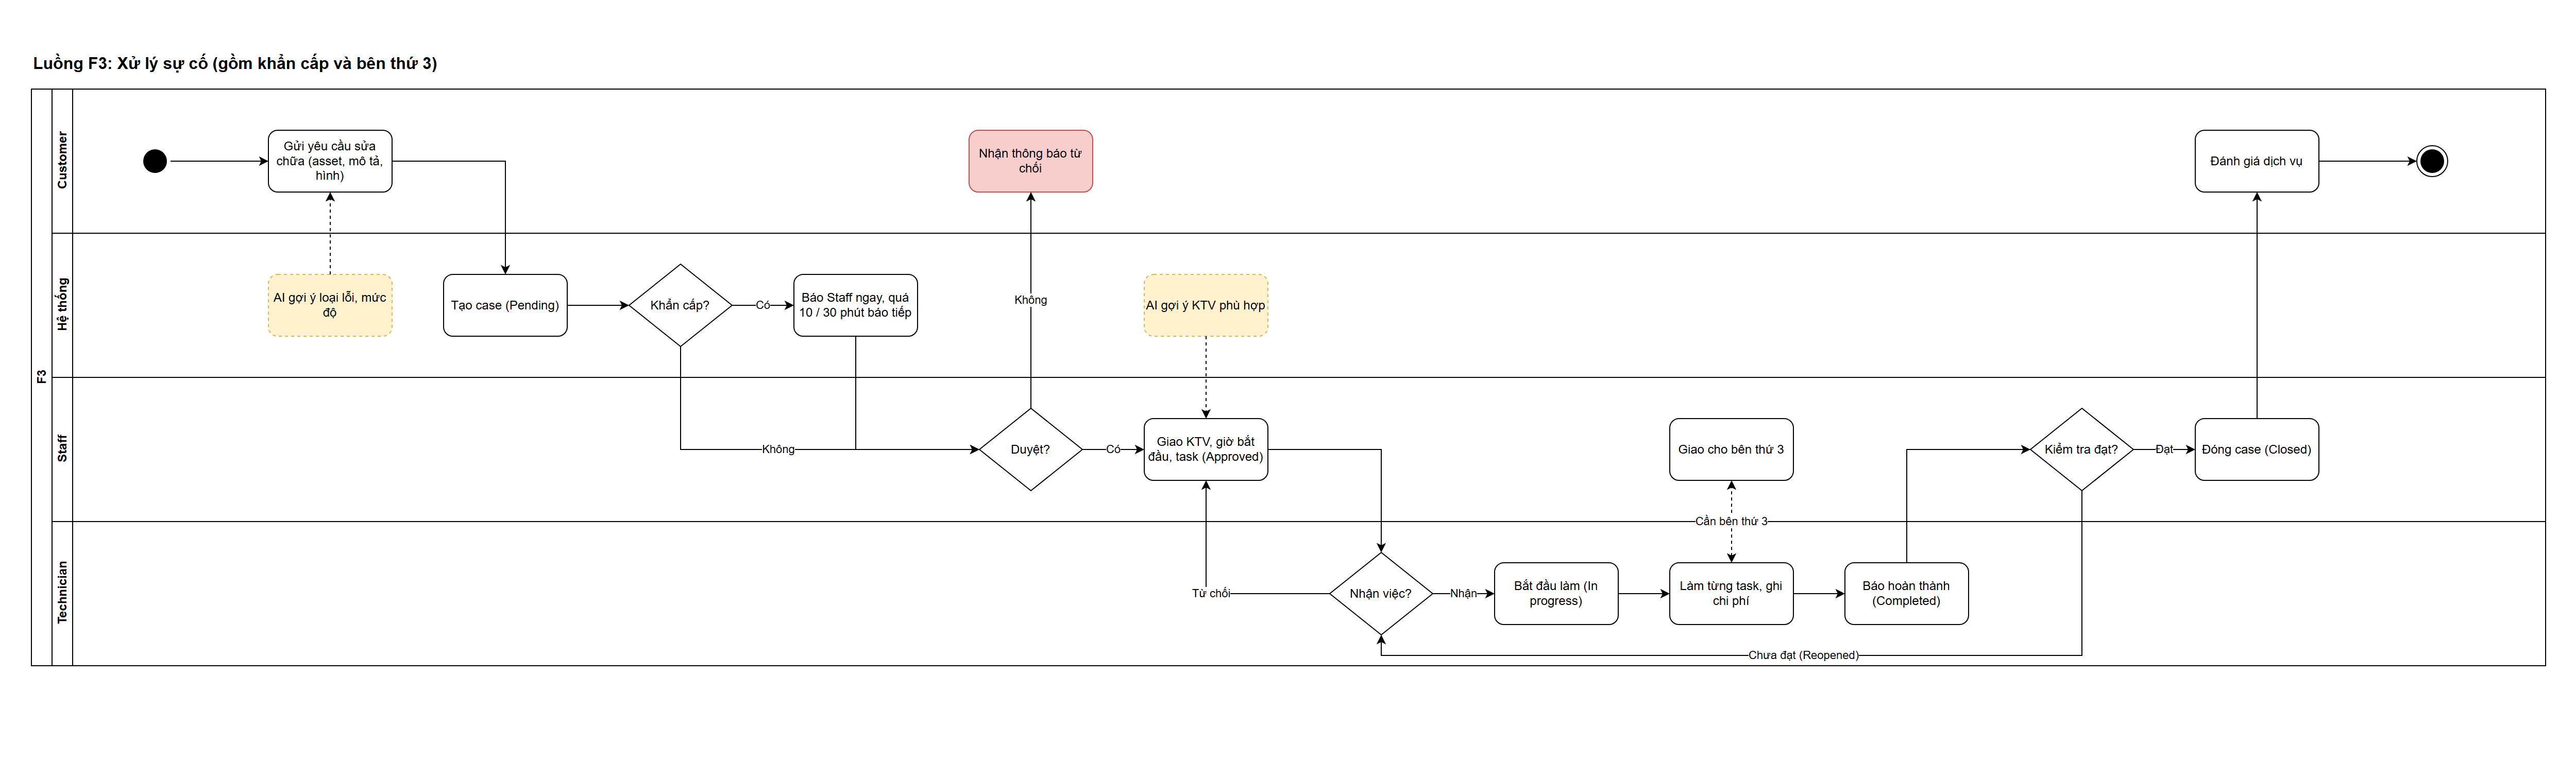 Luồng F3: Xử lý sự cố (gồm khẩn cấp và bên thứ 3)
F3
Customer
Gửi yêu cầu sửa
chữa (asset, mô tả,
hình)
Nhận thông báo từ
chối
Đánh giá dịch vụ
Hệ thống
AI gợi ý loại lỗi, mức
độ
Tạo case (Pending)
Khẩn cấp?
Có
Báo Staff ngay, quá
10 / 30 phút báo tiếp
Không
AI gợi ý KTV phù hợp
Staff
Không
Duyệt?
Có
Giao KTV, giờ bắt
đầu, task (Approved)
Giao cho bên thứ 3
Kiểm tra đạt?
Đạt
Đóng case (Closed)
Cần bên thứ 3
Technician
Từ chối
Nhận việc?
Nhận
Bắt đầu làm (In
progress)
Làm từng task, ghi
chi phí
Báo hoàn thành
(Completed)
Chưa đạt (Reopened)